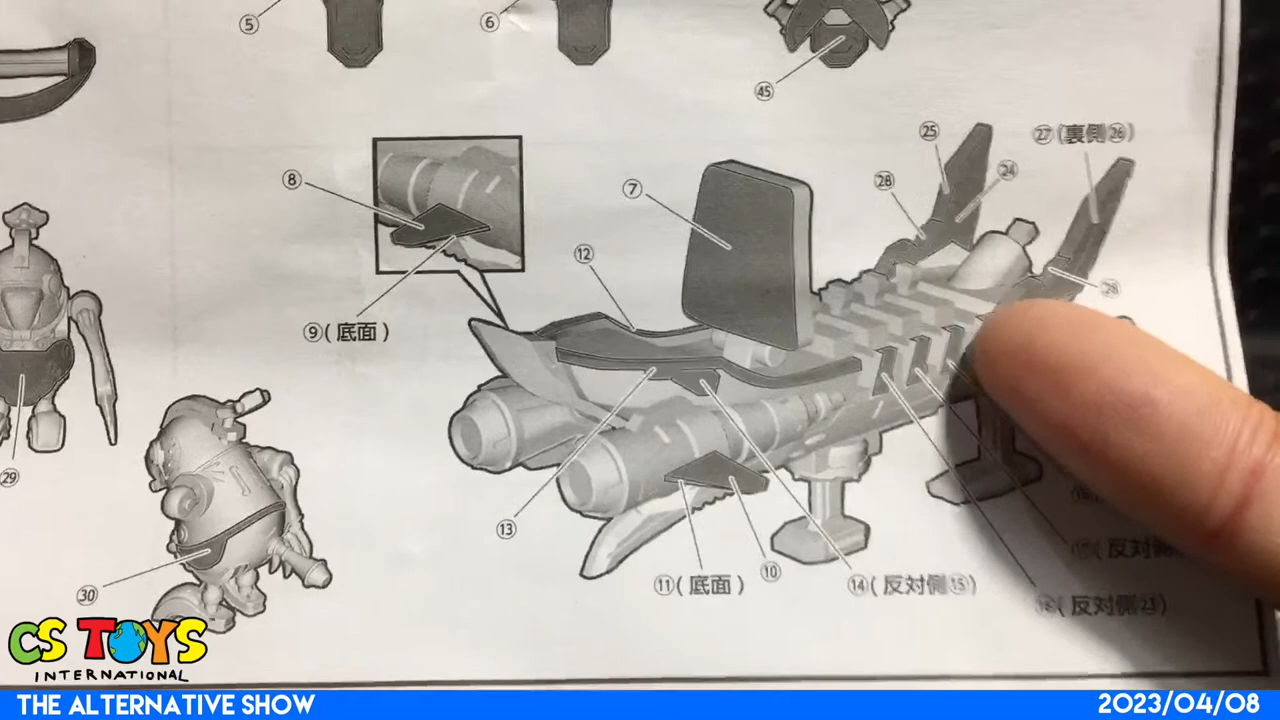 ⑤
⑥
㊺
⑧
⑦
㉕
㉗(裏側㉖)
㉘
㉔
⑫
㉘
⑨(底面)
㉙
⑬
㉚
⑪(底面)
⑩
⑭(反対側⑮)
(反対側
(反対側㉓)
CS TOYS
INTERNATIONAL
THE ALTERNATIVE SHOW
2023/04/08